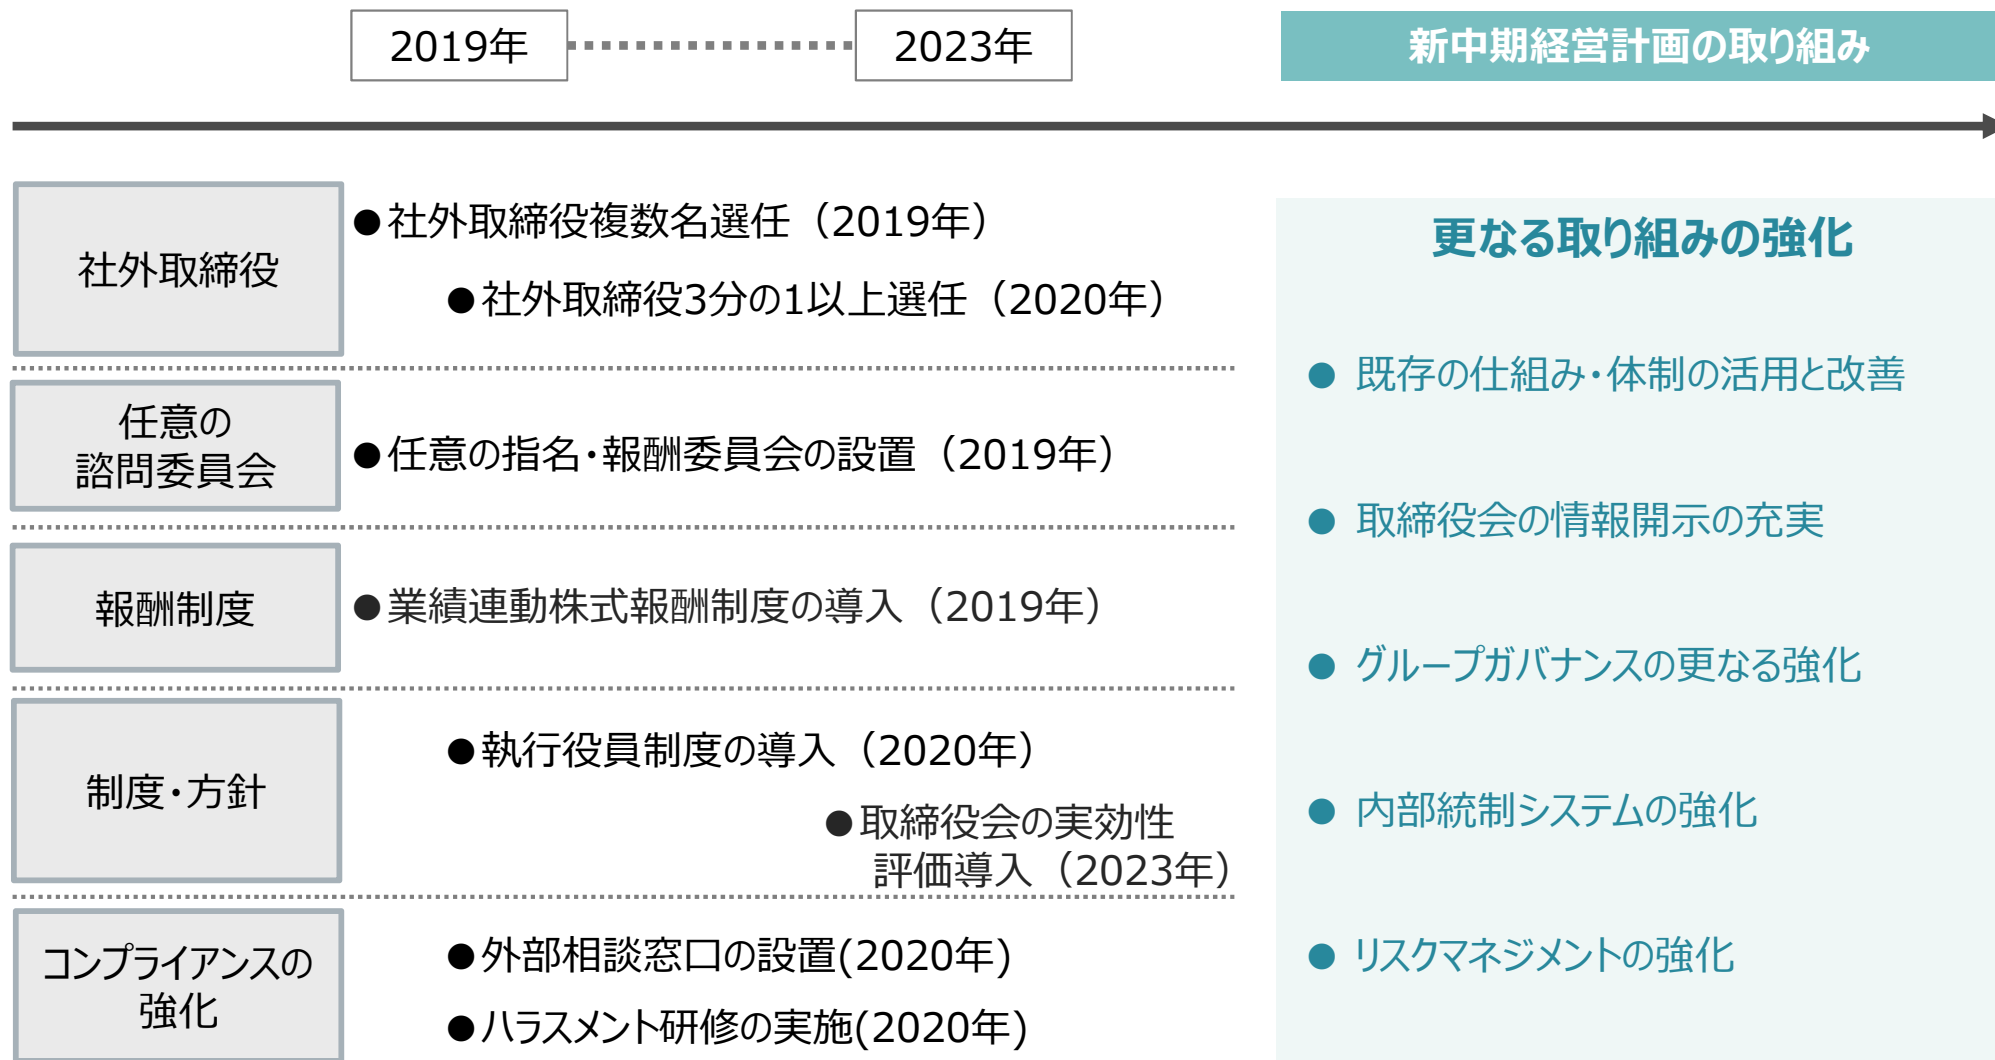 2019年
2023年
新中期経営計画の取り組み
社外取締役
●社外取締役複数名選任（2019年）
●社外取締役3分の1以上選任（2020年）
任意の
諮問委員会
●任意の指名・報酬委員会の設置（2019年）
報酬制度
●業績連動株式報酬制度の導入（2019年）
制度・方針
●執行役員制度の導入（2020年）
●取締役会の実効性
評価導入（2023年）
コンプライアンスの
強化
●外部相談窓口の設置(2020年)
●ハラスメント研修の実施(2020年)
更なる取り組みの強化
● 既存の仕組み・体制の活用と改善
● 取締役会の情報開示の充実
● グループガバナンスの更なる強化
● 内部統制システムの強化
● リスクマネジメントの強化